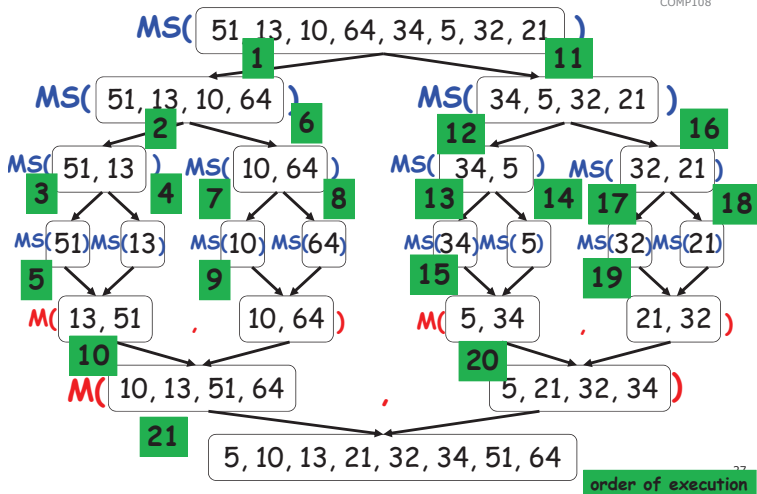 COMP108
MS( 51, 13, 10, 64, 34, 5, 32, 21 )
1 11
MS( 51, 13, 10, 64 ) MS( 34, 5, 32, 21 )
2 6 12 16
MS( 51, 13 ) MS( 10, 64 ) MS( 34, 5 ) MS( 32, 21 )
3 4 7 8 13 14 17 18
MS(51) MS(13) MS(10) MS(64) MS(34) MS(5) MS(32) MS(21)
5 9 15 19
M( 13, 51 , 10, 64 ) M( 5, 34 , 21, 32 )
10 20
M( 10, 13, 51, 64 , 5, 21, 32, 34 )
21
5, 10, 13, 21, 32, 34, 51, 64
order of execution